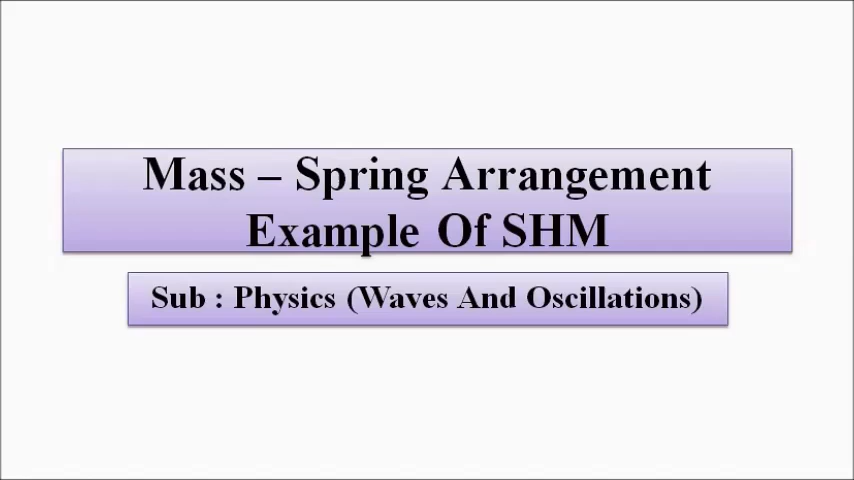 Mass – Spring Arrangement
Example Of SHM
Sub : Physics (Waves And Oscillations)